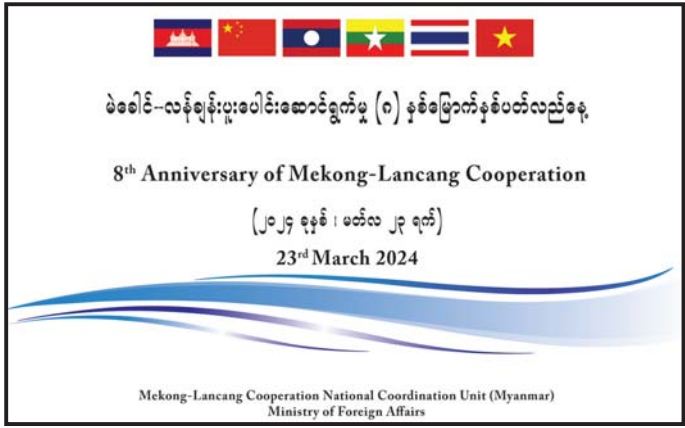 မဲခေါင်--လန်ချန်းပူးပေါင်းဆောင်ရွက်မှု (၈) နှစ်မြောက်နှစ်ပတ်လည်နေ့
8th Anniversary of Mekong-Lancang Cooperation
(၂၀၂၄ ခုနှစ်၊ မတ်လ ၂၃ ရက်)
23rd March 2024
Mekong-Lancang Cooperation National Coordination Unit (Myanmar)
Ministry of Foreign Affairs